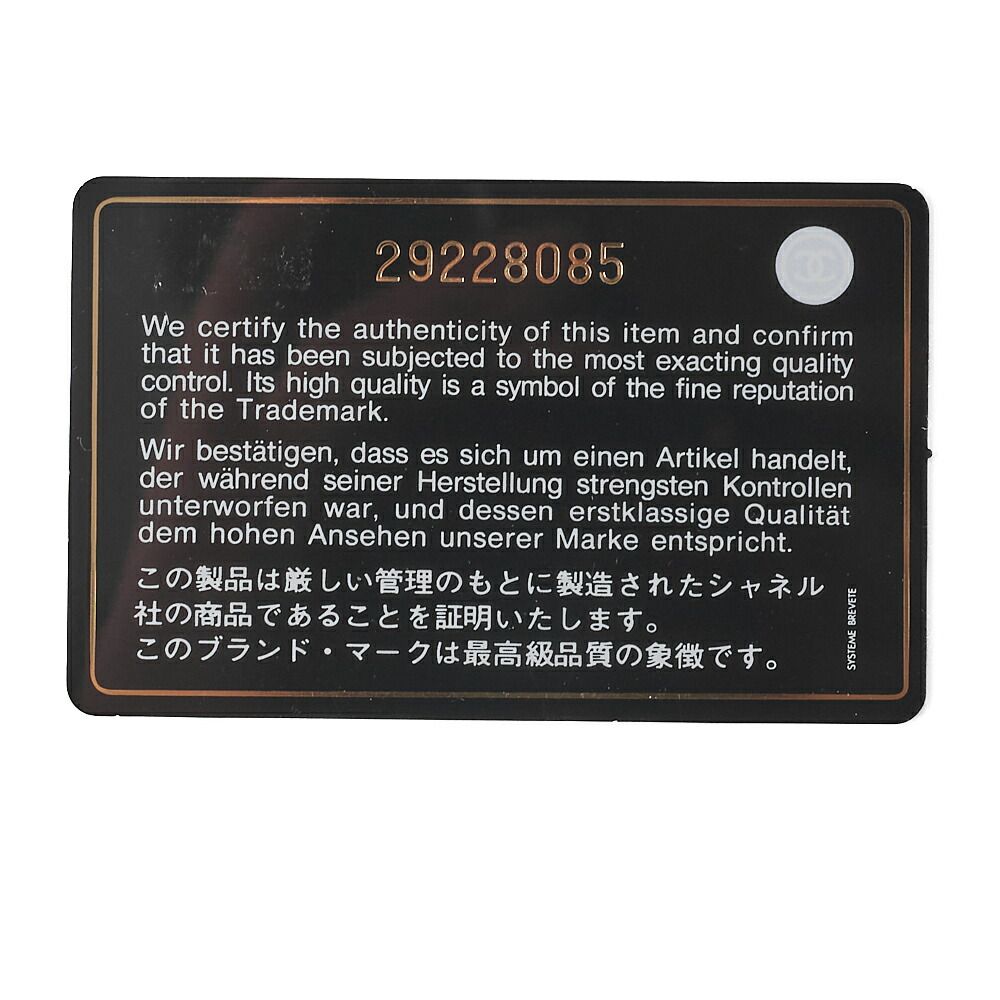 29228085
We certify the authenticity of this item and confirm
that it has been subjected to the most exacting quality
control. Its high quality is a symbol of the fine reputation
of the Trademark.
Wir bestätigen, dass es sich um einen Artikel handelt,
der während seiner Herstellung strengsten Kontrollen
unterworfen war, und dessen erstklassige Qualität
dem hohen Ansehen unserer Marke entspricht.
この製品は厳しい管理のもとに製造されたシャネル
社の商品であることを証明いたします。
このブランド・マークは最高級品質の象徴です。
SYSTEME BREVETE